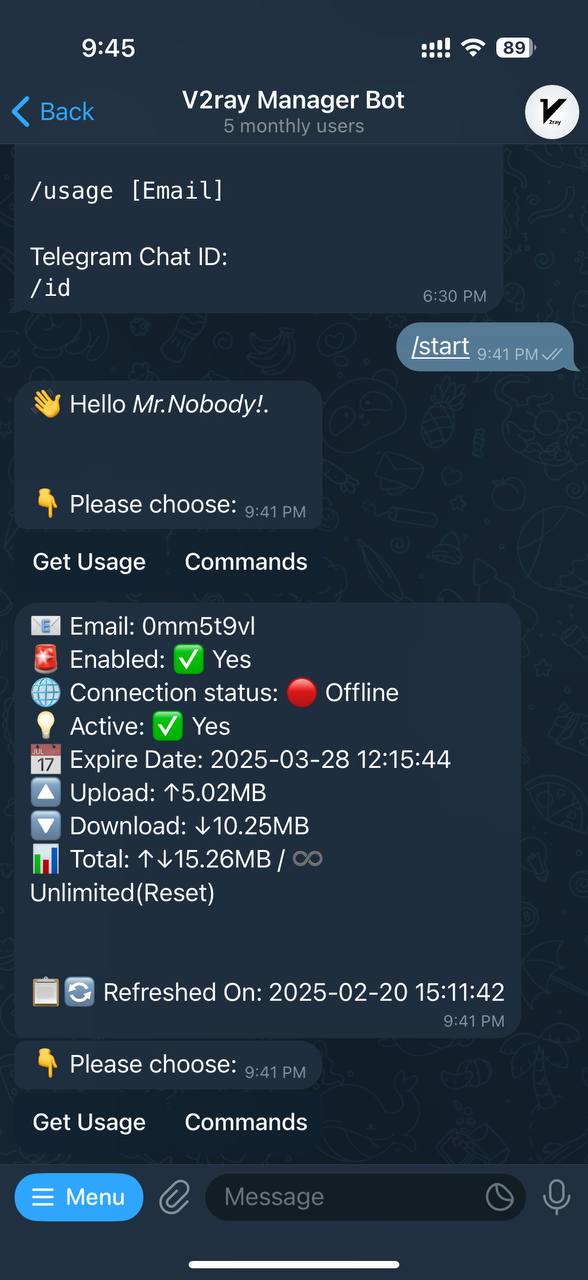 9:45
89
Back
V2ray Manager Bot
5 monthly users
2ray
/usage [Email]
Telegram Chat ID:
/id
6:30 PM
/start 9:41 PM
👋 Hello Mr.Nobody!.
👇 Please choose: 9:41 PM
Get Usage Commands
📧 Email: 0mm5t9vl
🚨 Enabled: ✅ Yes
🌐 Connection status: 🔴 Offline
💡 Active: ✅ Yes
📅 Expire Date: 2025-03-28 12:15:44
🔼 Upload: ↑5.02MB
🔽 Download: ↓10.25MB
📊 Total: ↑↓15.26MB / ♾
Unlimited(Reset)
📋🔄 Refreshed On: 2025-02-20 15:11:42
9:41 PM
👇 Please choose: 9:41 PM
Get Usage Commands
Menu
Message